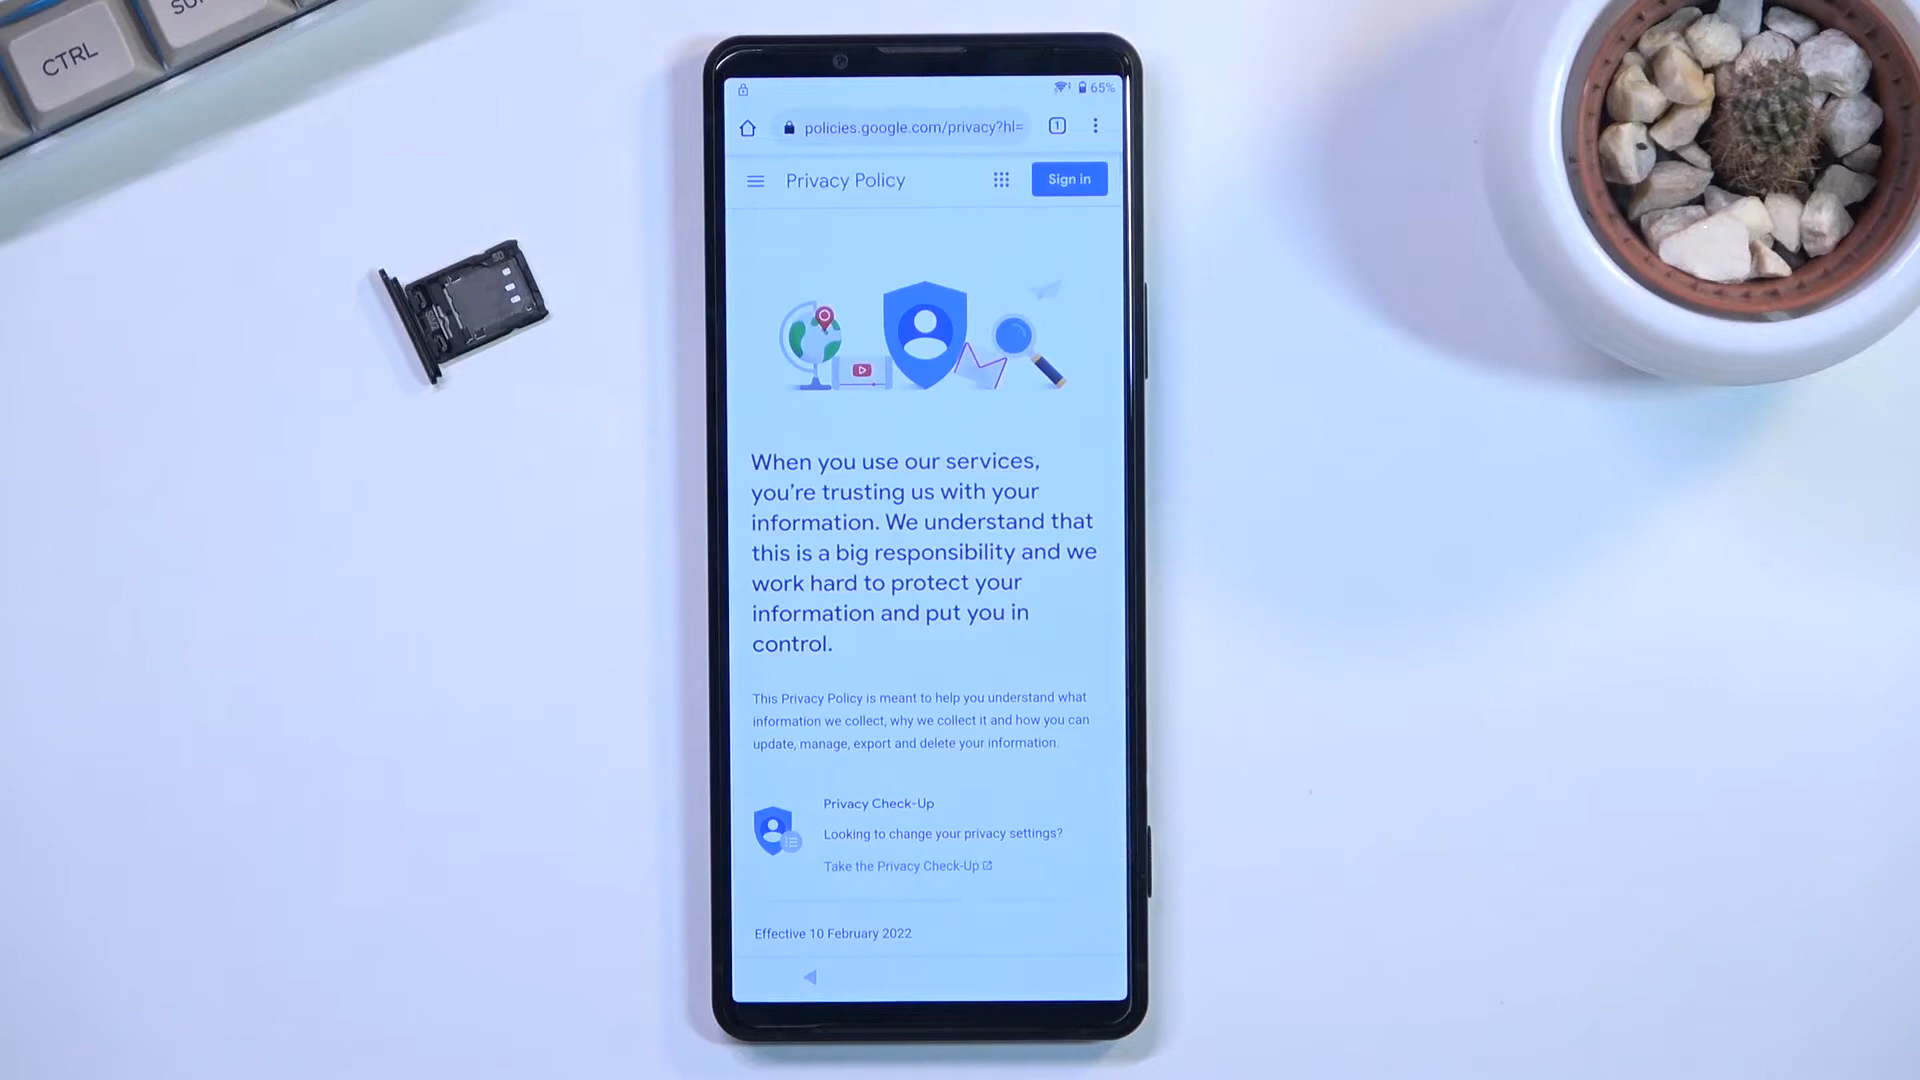 CTRL
SD
65%
policies.google.com/privacy?hl=
1
Privacy Policy
Sign in
When you use our services,
you're trusting us with your
information. We understand that
this is a big responsibility and we
work hard to protect your
information and put you in
control.
This Privacy Policy is meant to help you understand what
information we collect, why we collect it and how you can
update, manage, export and delete your information.
Privacy Check-Up
Looking to change your privacy settings?
Take the Privacy Check-Up
Effective 10 February 2022